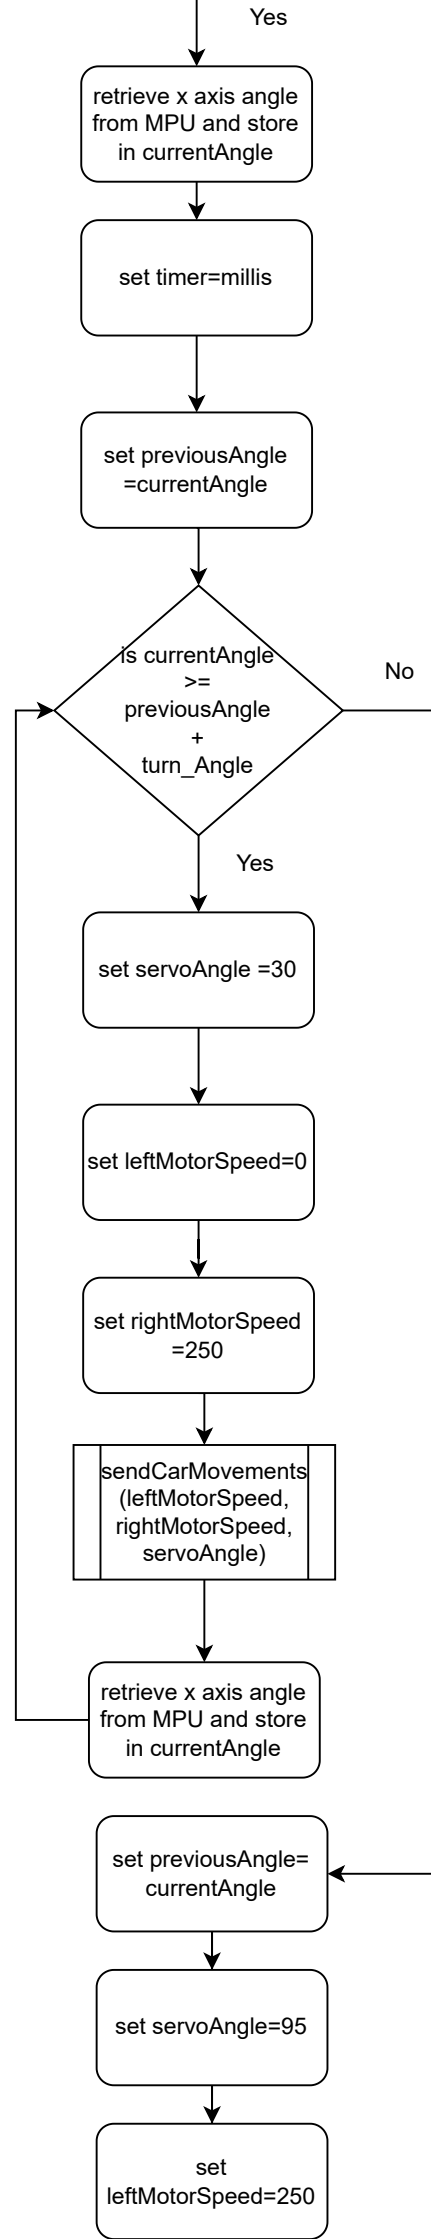 Yes
retrieve x axis angle
from MPU and store
in currentAngle
set timer=millis
set previousAngle
=currentAngle
is currentAngle
>=
previousAngle
+
turn_Angle
No
Yes
set servoAngle =30
set leftMotorSpeed=0
set rightMotorSpeed
=250
sendCarMovements
(leftMotorSpeed,
rightMotorSpeed,
servoAngle)
retrieve x axis angle
from MPU and store
in currentAngle
set previousAngle=
currentAngle
set servoAngle=95
set
leftMotorSpeed=250